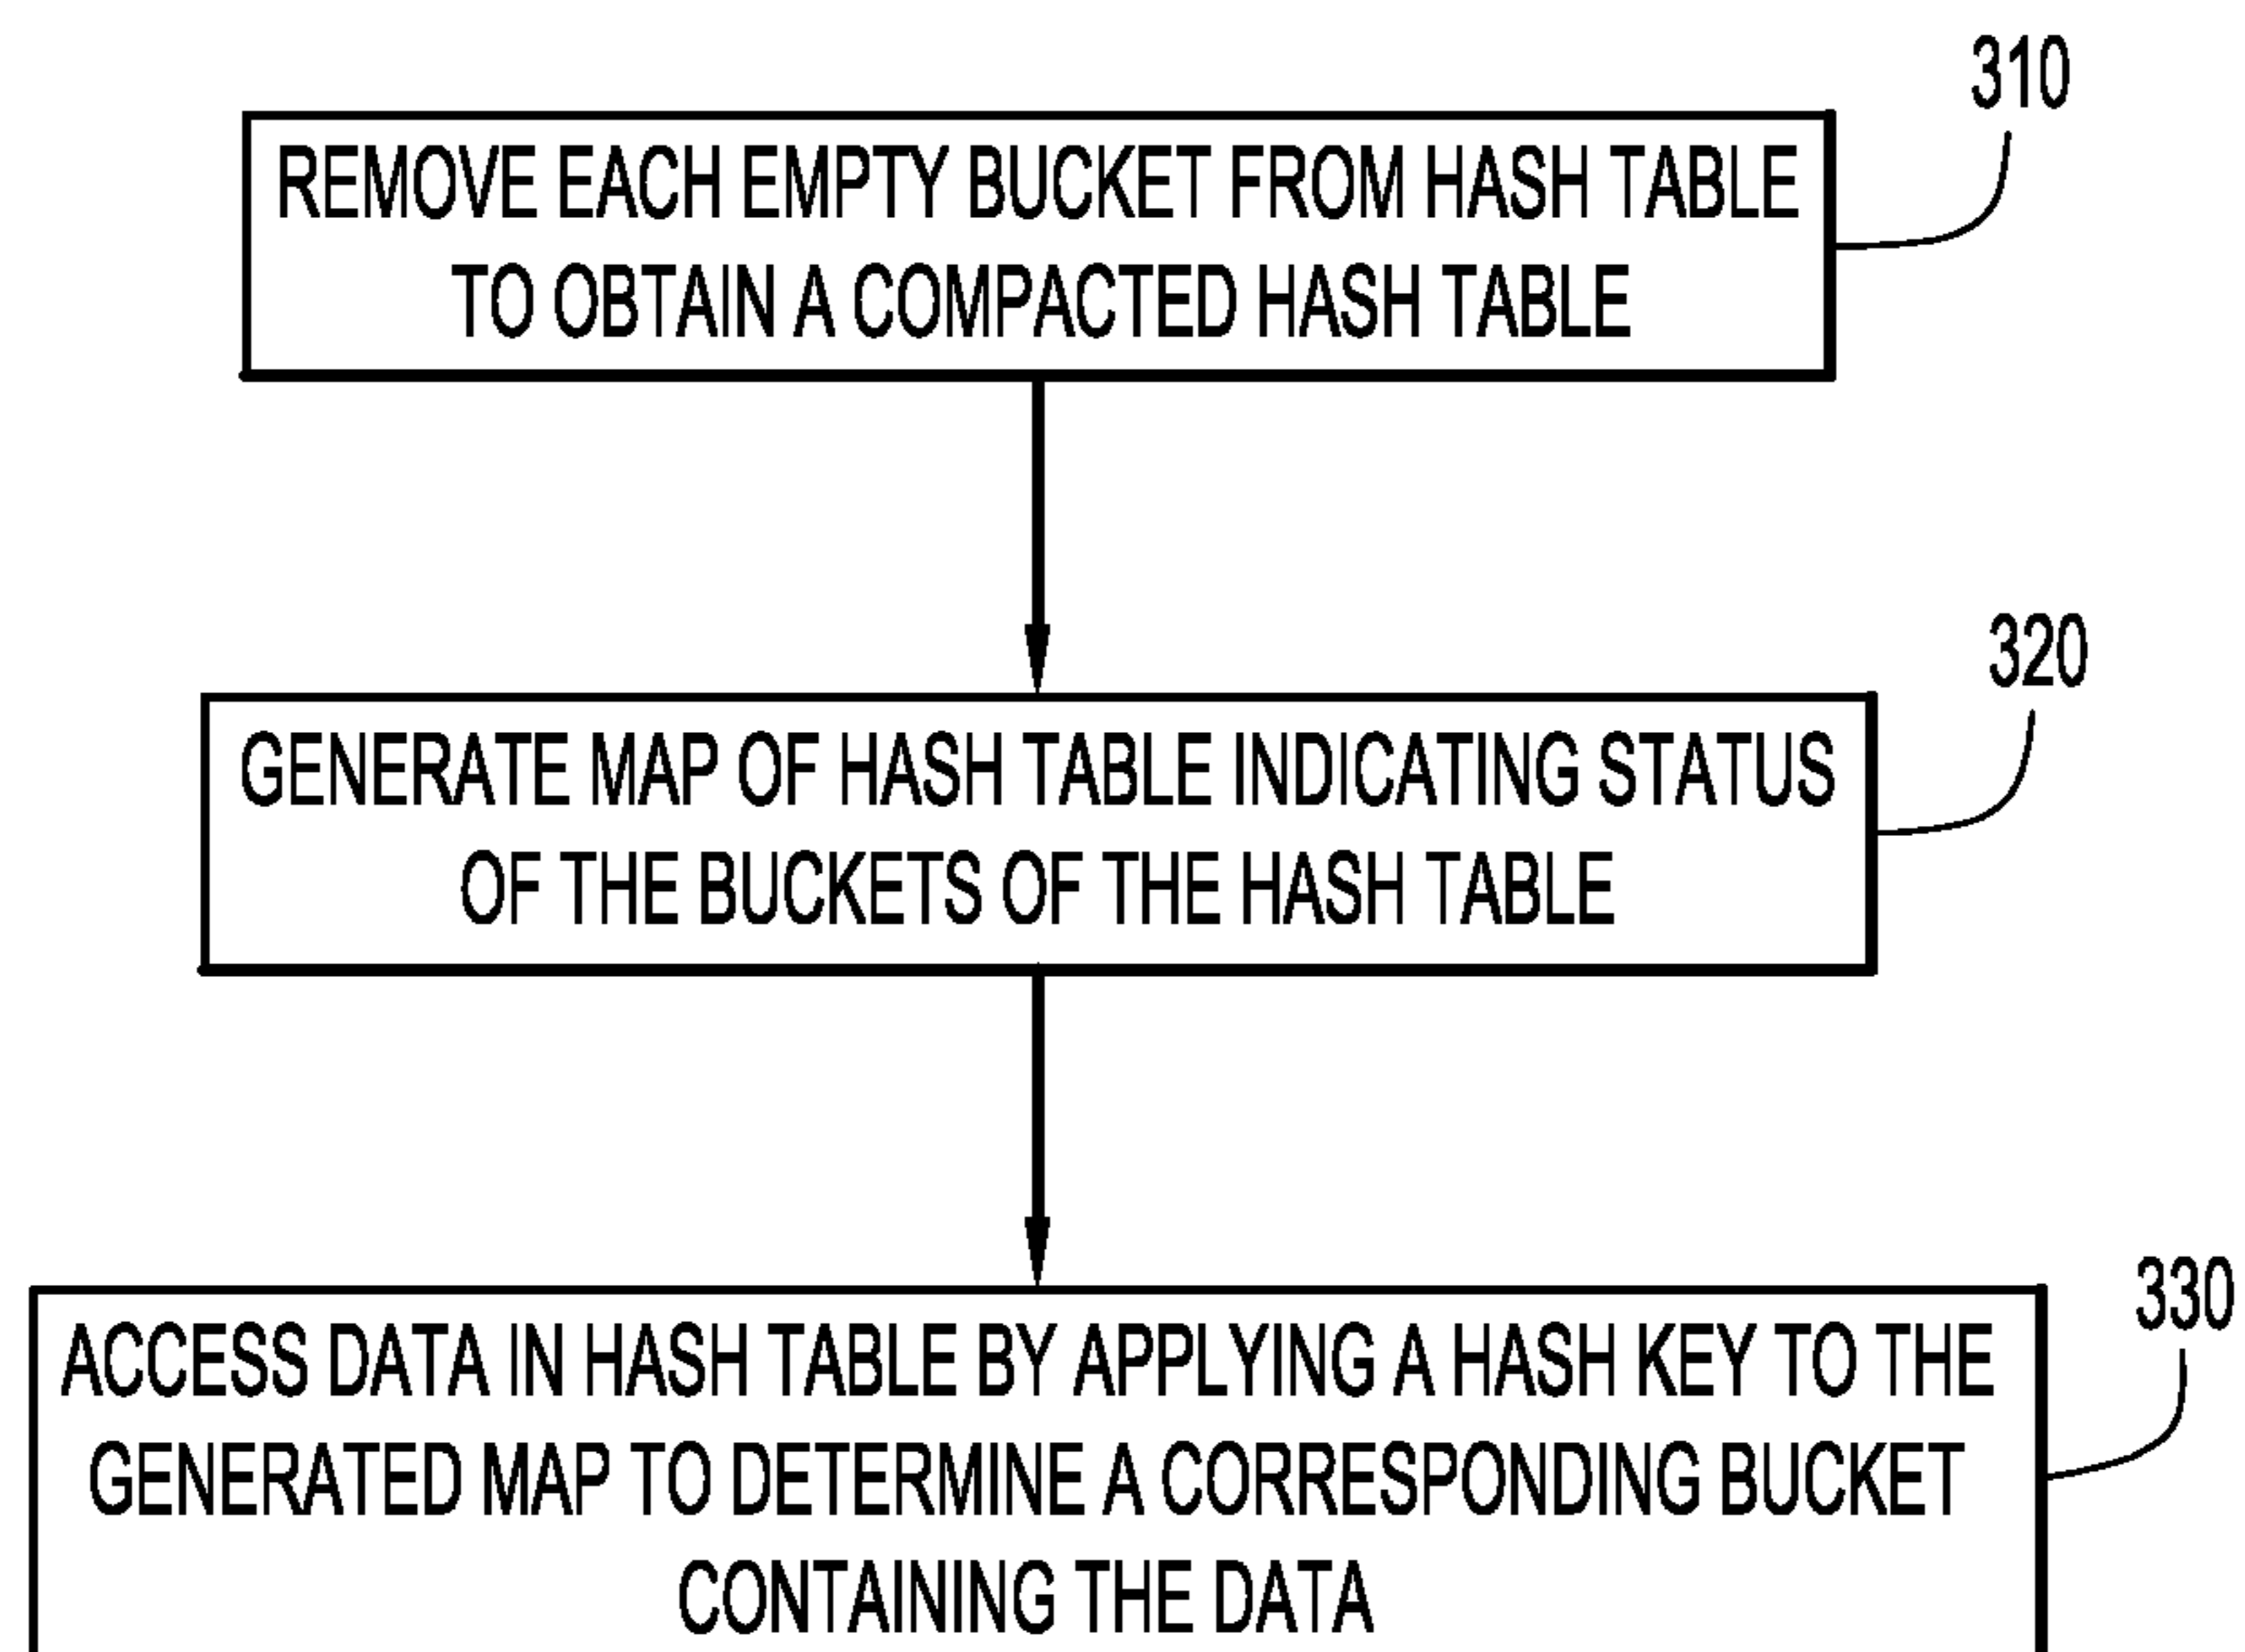 310
REMOVE EACH EMPTY BUCKET FROM HASH TABLE
TO OBTAIN A COMPACTED HASH TABLE
320
GENERATE MAP OF HASH TABLE INDICATING STATUS
OF THE BUCKETS OF THE HASH TABLE
330
ACCESS DATA IN HASH TABLE BY APPLYING A HASH KEY TO THE
GENERATED MAP TO DETERMINE A CORRESPONDING BUCKET
CONTAINING THE DATA